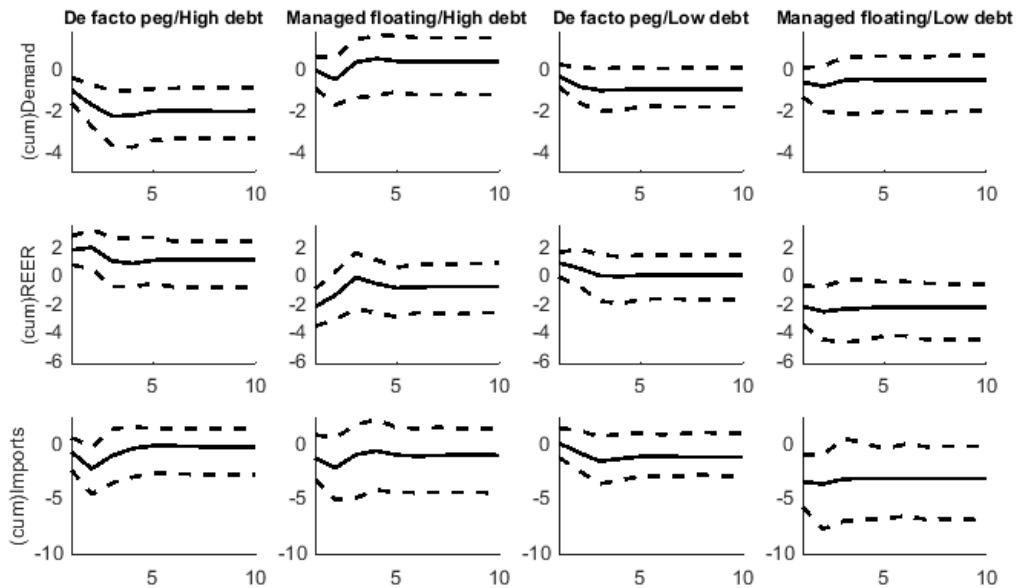 De facto peg/High debt Managed floating/High debt De facto peg/Low debt Managed floating/Low debt
(cum)Demand
0 0 0 0
-2 -2 -2 -2
-4 -4 -4 -4
5 10 5 10 5 10 5 10
(cum)REER
2 2 2 2
0 0 0 0
-2 -2 -2 -2
-4 -4 -4 -4
-6 -6 -6 -6
5 10 5 10 5 10 5 10
(cum)Imports
0 0 0 0
-5 -5 -5 -5
-10 -10 -10 -10
5 10 5 10 5 10 5 10